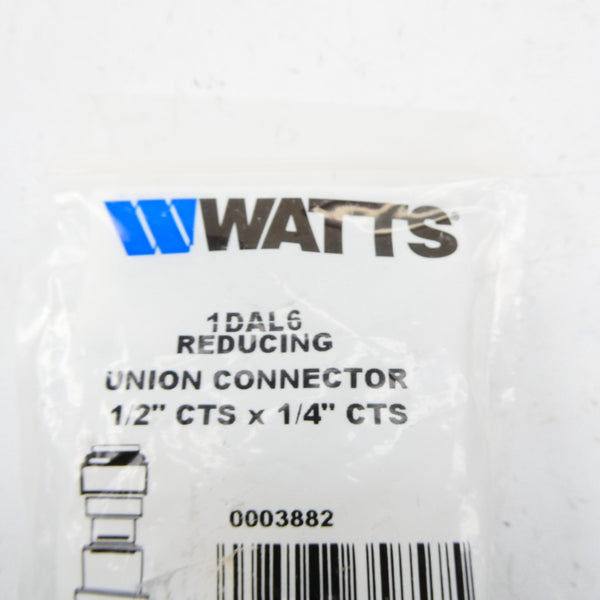 WATTS
1DAL6
REDUCING
UNION CONNECTOR
1/2" CTS x 1/4" CTS
0003882